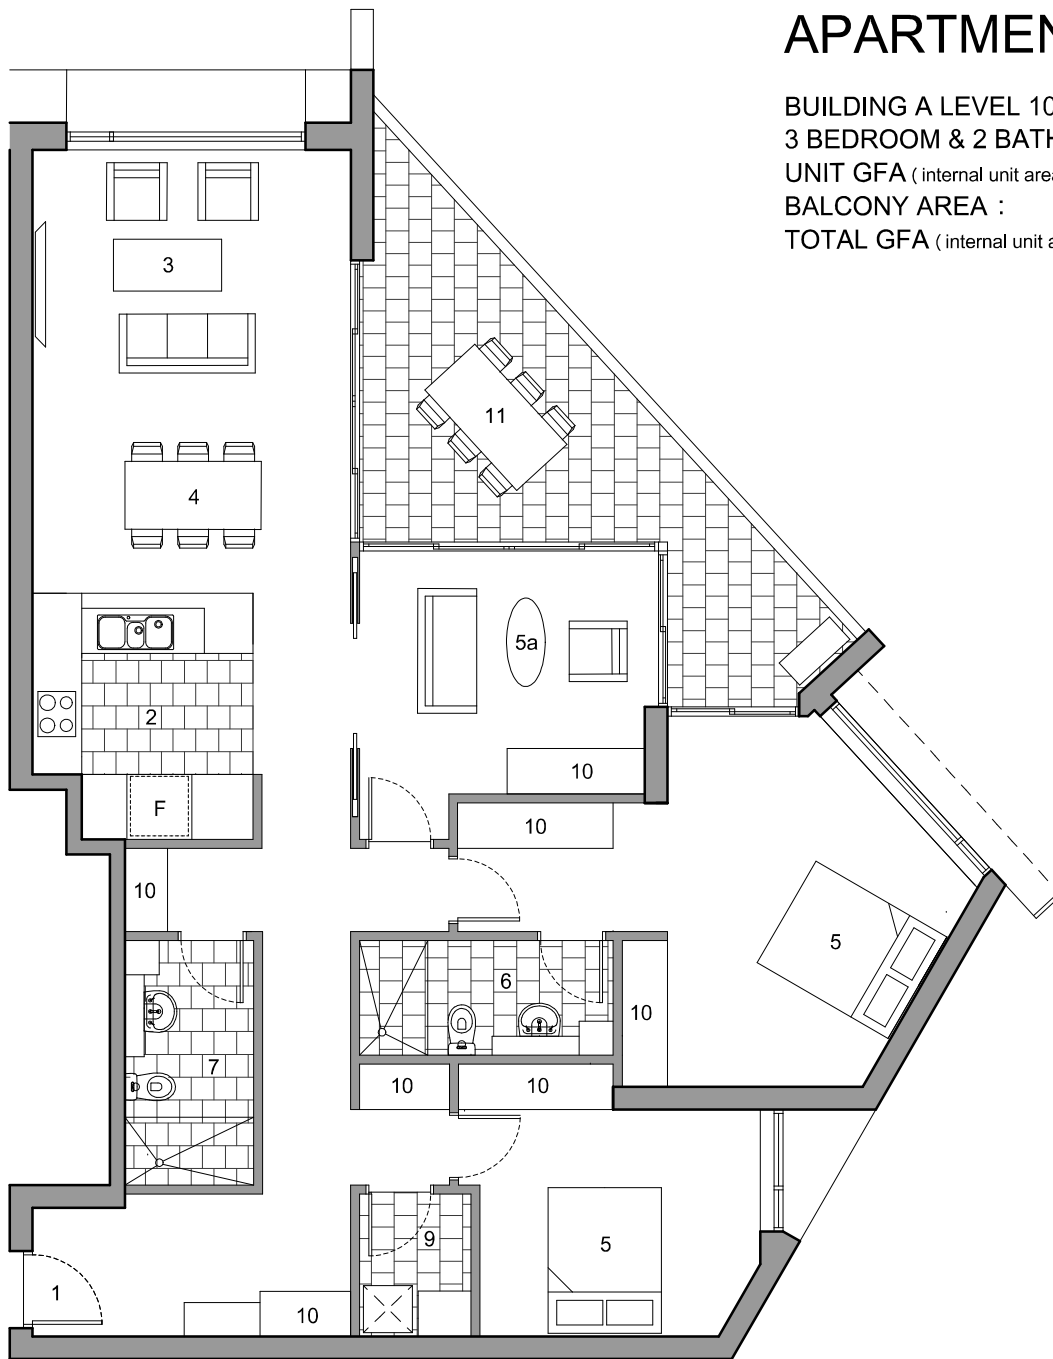 APARTMEN
BUILDING A LEVEL 10
3 BEDROOM & 2 BATH
UNIT GFA ( internal unit area
BALCONY AREA :
TOTAL GFA ( internal unit a
3
11
4
5a
2
10
F
10
10
5
6
10
7
10
10
9
5
1
10